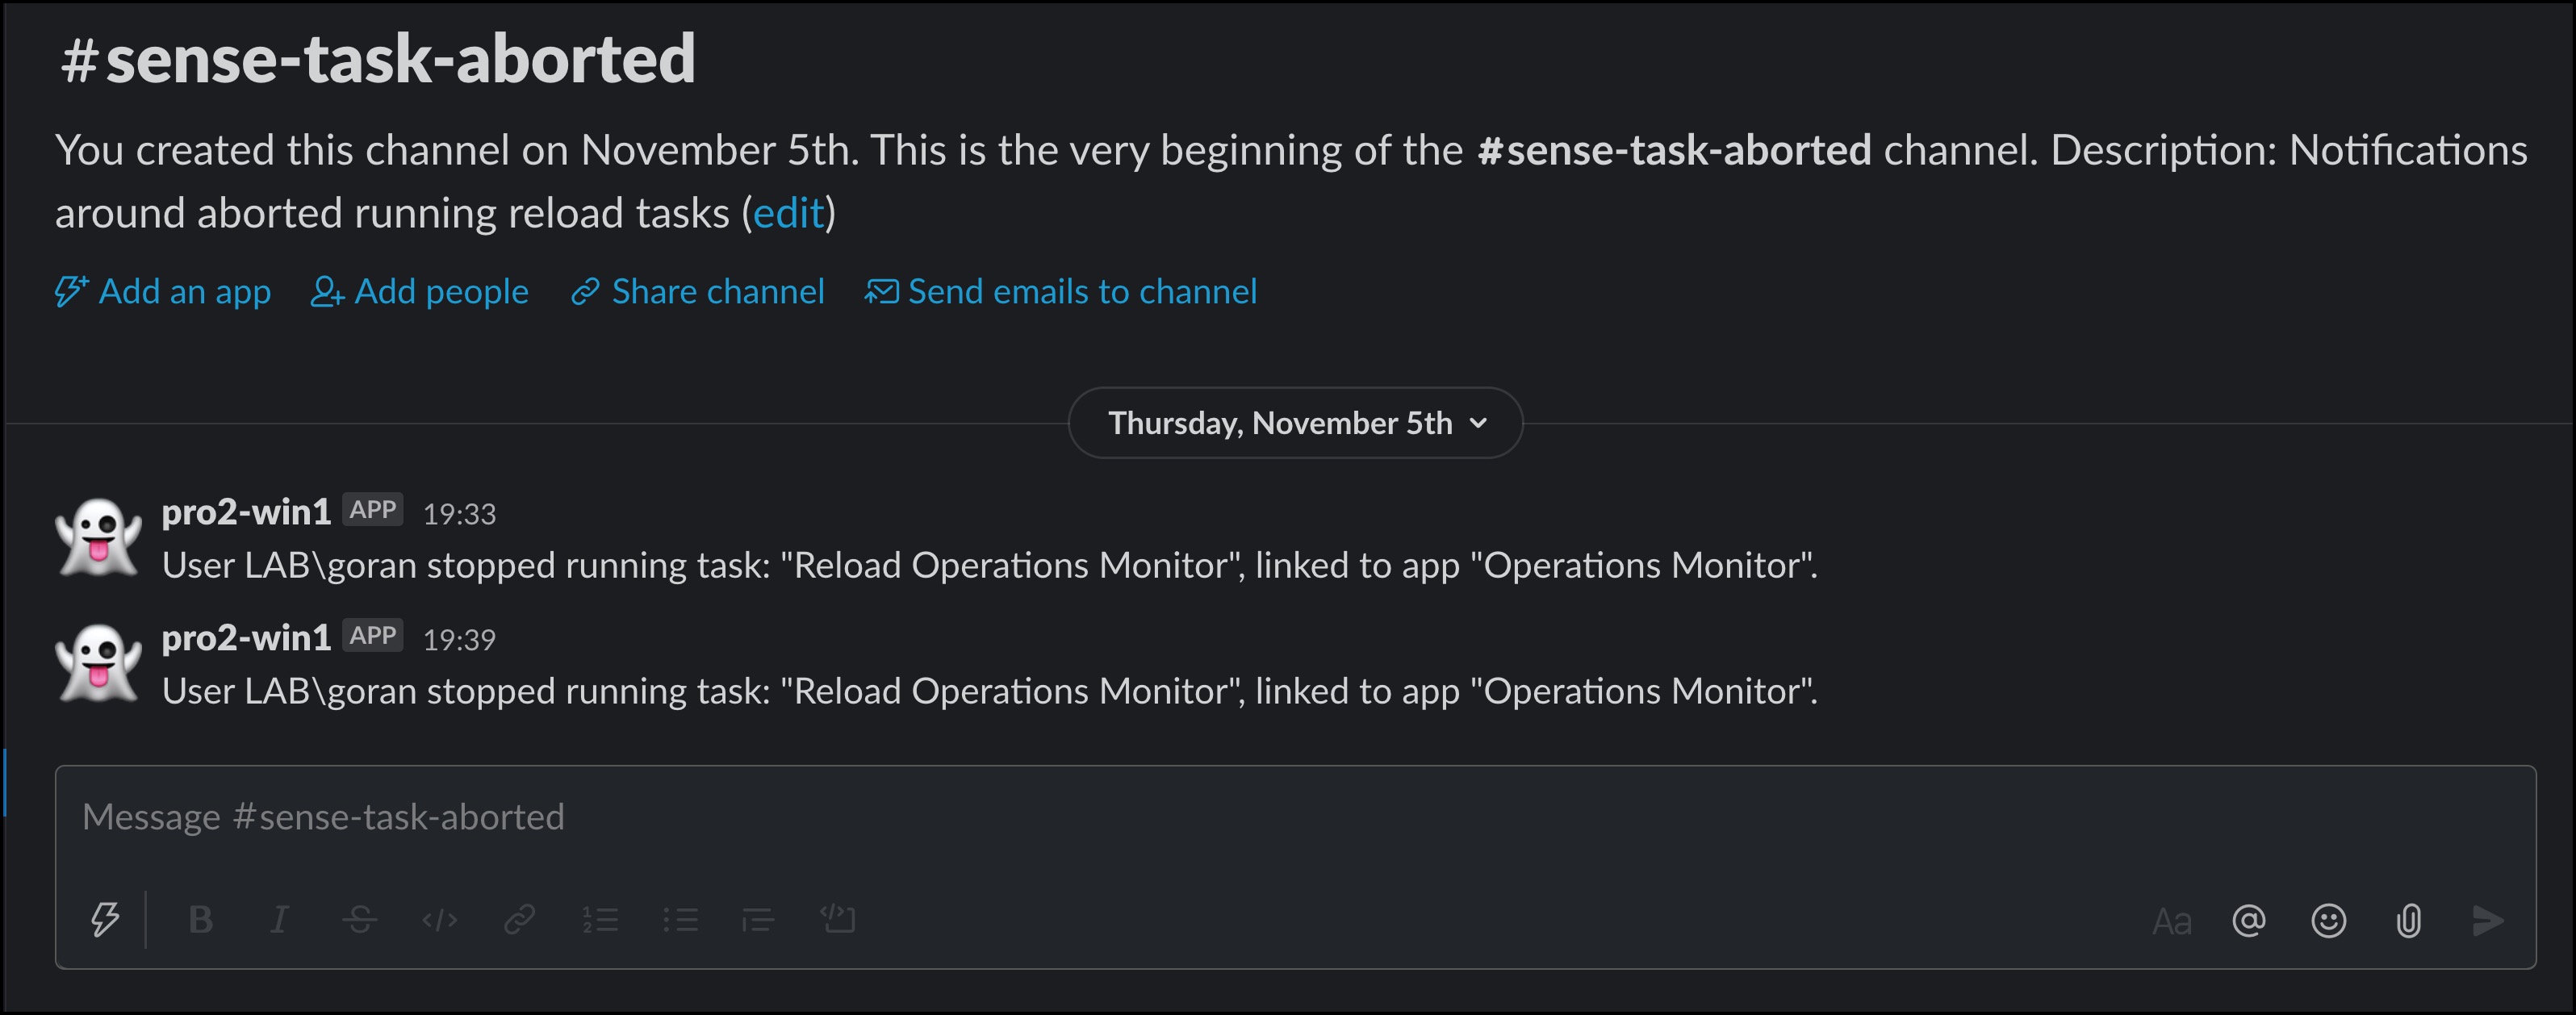 #sense-task-aborted
You created this channel on November 5th. This is the very beginning of the #sense-task-aborted channel. Description: Notifications
around aborted running reload tasks (edit)
Add an app Add people Share channel Send emails to channel
Thursday, November 5th
pro2-win1 APP 19:33
User LAB\goran stopped running task: "Reload Operations Monitor", linked to app "Operations Monitor".
pro2-win1 APP 19:39
User LAB\goran stopped running task: "Reload Operations Monitor", linked to app "Operations Monitor".
Message #sense-task-aborted
B I S </> Aa @